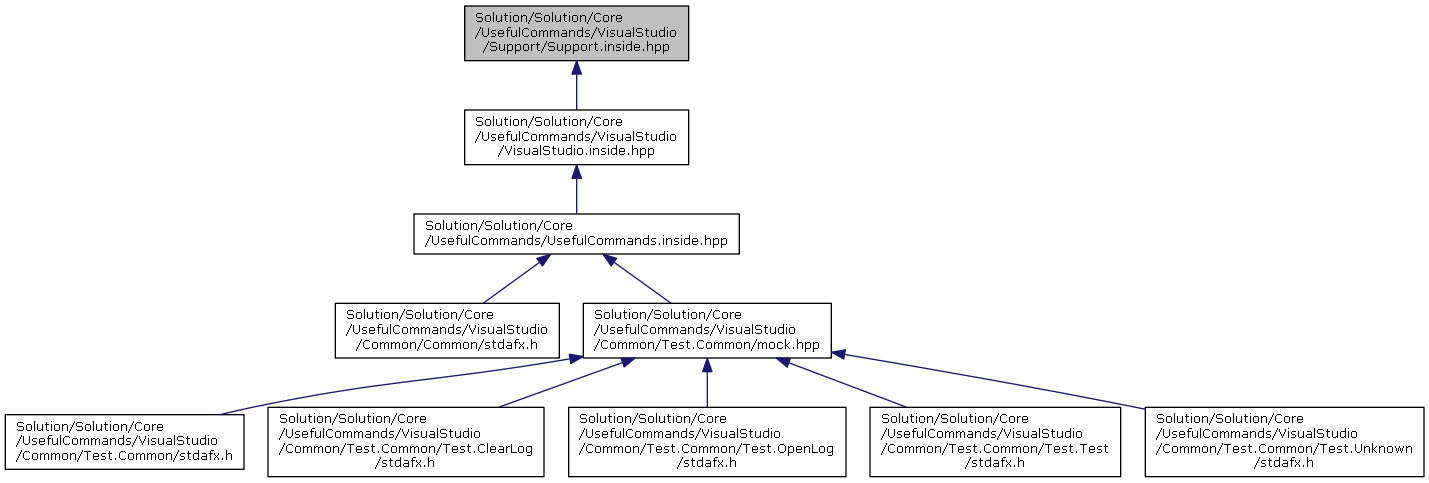 Solution/Solution/Core
/UsefulCommands/VisualStudio
/Support/Support.inside.hpp
Solution/Solution/Core
/UsefulCommands/VisualStudio
/VisualStudio.inside.hpp
Solution/Solution/Core
/UsefulCommands/UsefulCommands.inside.hpp
Solution/Solution/Core
/UsefulCommands/VisualStudio
/Common/Common/stdafx.h
Solution/Solution/Core
/UsefulCommands/VisualStudio
/Common/Test.Common/mock.hpp
Solution/Solution/Core
/UsefulCommands/VisualStudio
/Common/Test.Common/stdafx.h
Solution/Solution/Core
/UsefulCommands/VisualStudio
/Common/Test.Common/Test.ClearLog
/stdafx.h
Solution/Solution/Core
/UsefulCommands/VisualStudio
/Common/Test.Common/Test.OpenLog
/stdafx.h
Solution/Solution/Core
/UsefulCommands/VisualStudio
/Common/Test.Common/Test.Test
/stdafx.h
Solution/Solution/Core
/UsefulCommands/VisualStudio
/Common/Test.Common/Test.Unknown
/stdafx.h